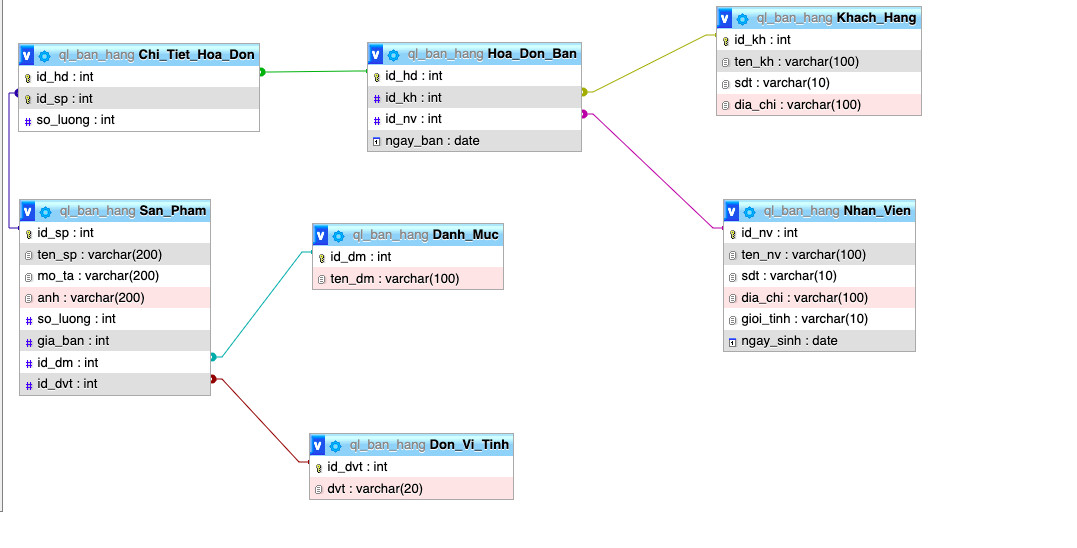 V ql_ban_hang Chi_Tiet_Hoa_Don
id_hd : int
id_sp : int
# so_luong : int
V ql_ban_hang Hoa_Don_Ban
id_hd : int
# id_kh : int
# id_nv : int
ngay_ban : date
V ql_ban_hang Khach_Hang
id_kh : int
ten_kh : varchar(100)
sdt : varchar(10)
dia_chi : varchar(100)
V ql_ban_hang San_Pham
id_sp : int
ten_sp : varchar(200)
mo_ta : varchar(200)
anh : varchar(200)
# so_luong : int
# gia_ban : int
# id_dm : int
# id_dvt : int
V ql_ban_hang Danh_Muc
id_dm : int
ten_dm : varchar(100)
V ql_ban_hang Nhan_Vien
id_nv : int
ten_nv : varchar(100)
sdt : varchar(10)
dia_chi : varchar(100)
gioi_tinh : varchar(10)
ngay_sinh : date
V ql_ban_hang Don_Vi_Tinh
id_dvt : int
dvt : varchar(20)